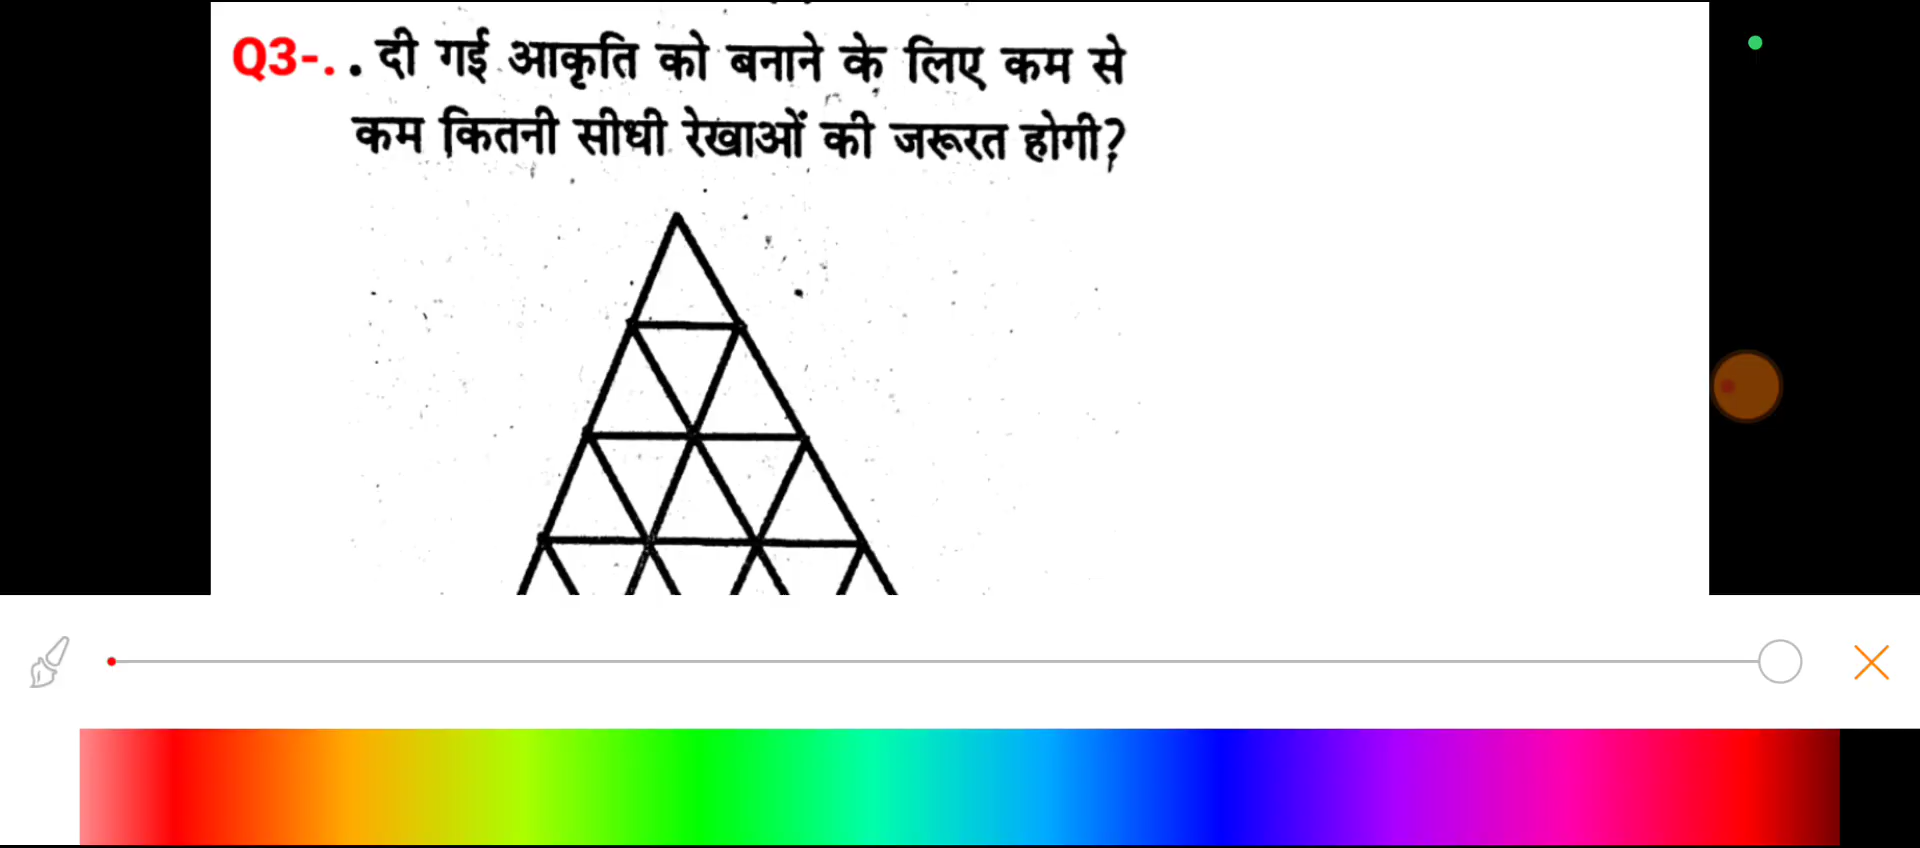 Q3-. . दी गई आकृति को बनाने के लिए कम से
कम कितनी सीधी रेखाओं की जरूरत होगी?